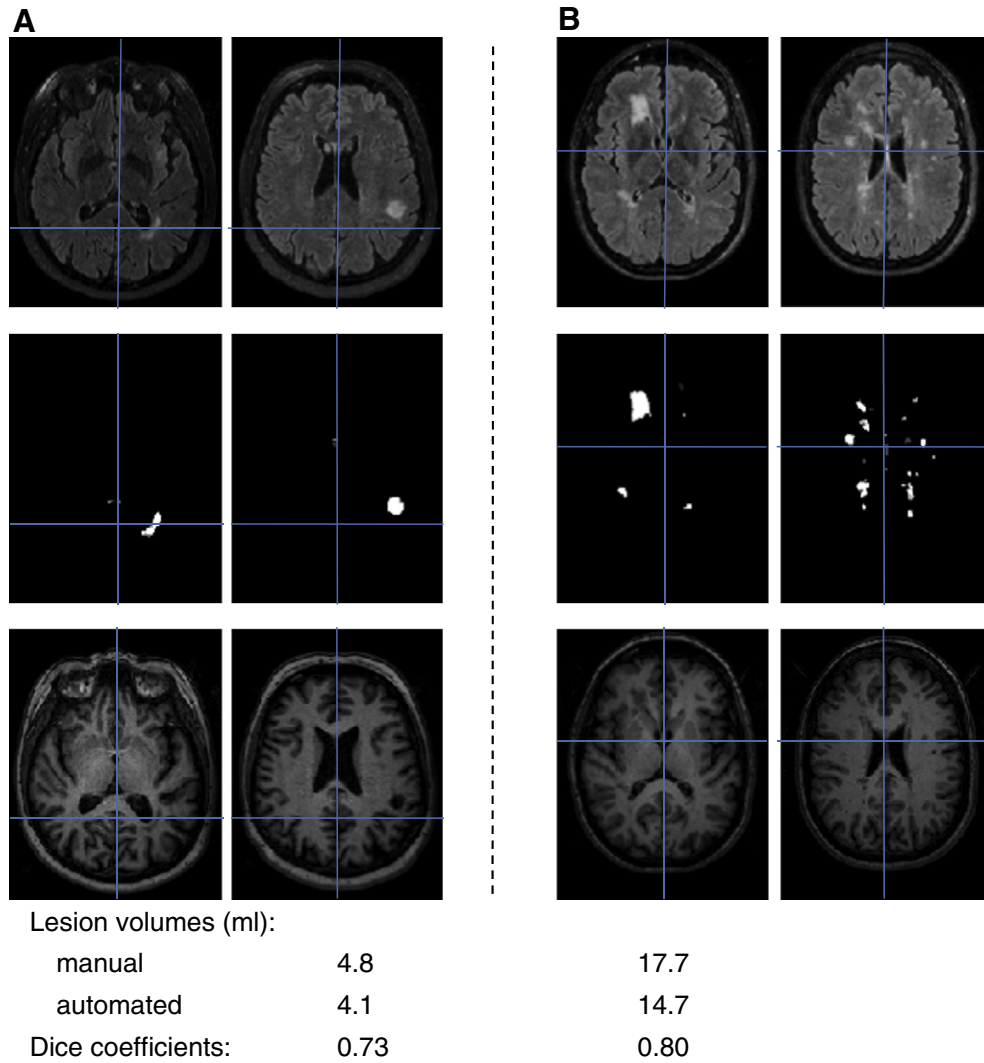 A B
Lesion volumes (ml):
manual 4.8 17.7
automated 4.1 14.7
Dice coefficients: 0.73 0.80